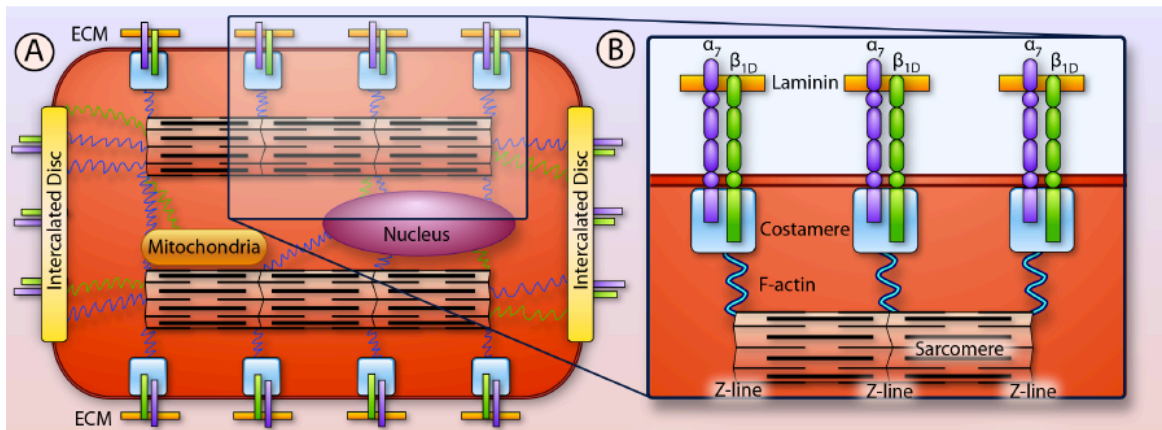 A
ECM
Intercalated Disc
Mitochondria
Nucleus
Intercalated Disc
ECM
B
α7
β1D
Laminin
α7
β1D
α7
β1D
Costamere
F-actin
Sarcomere
Z-line
Z-line
Z-line